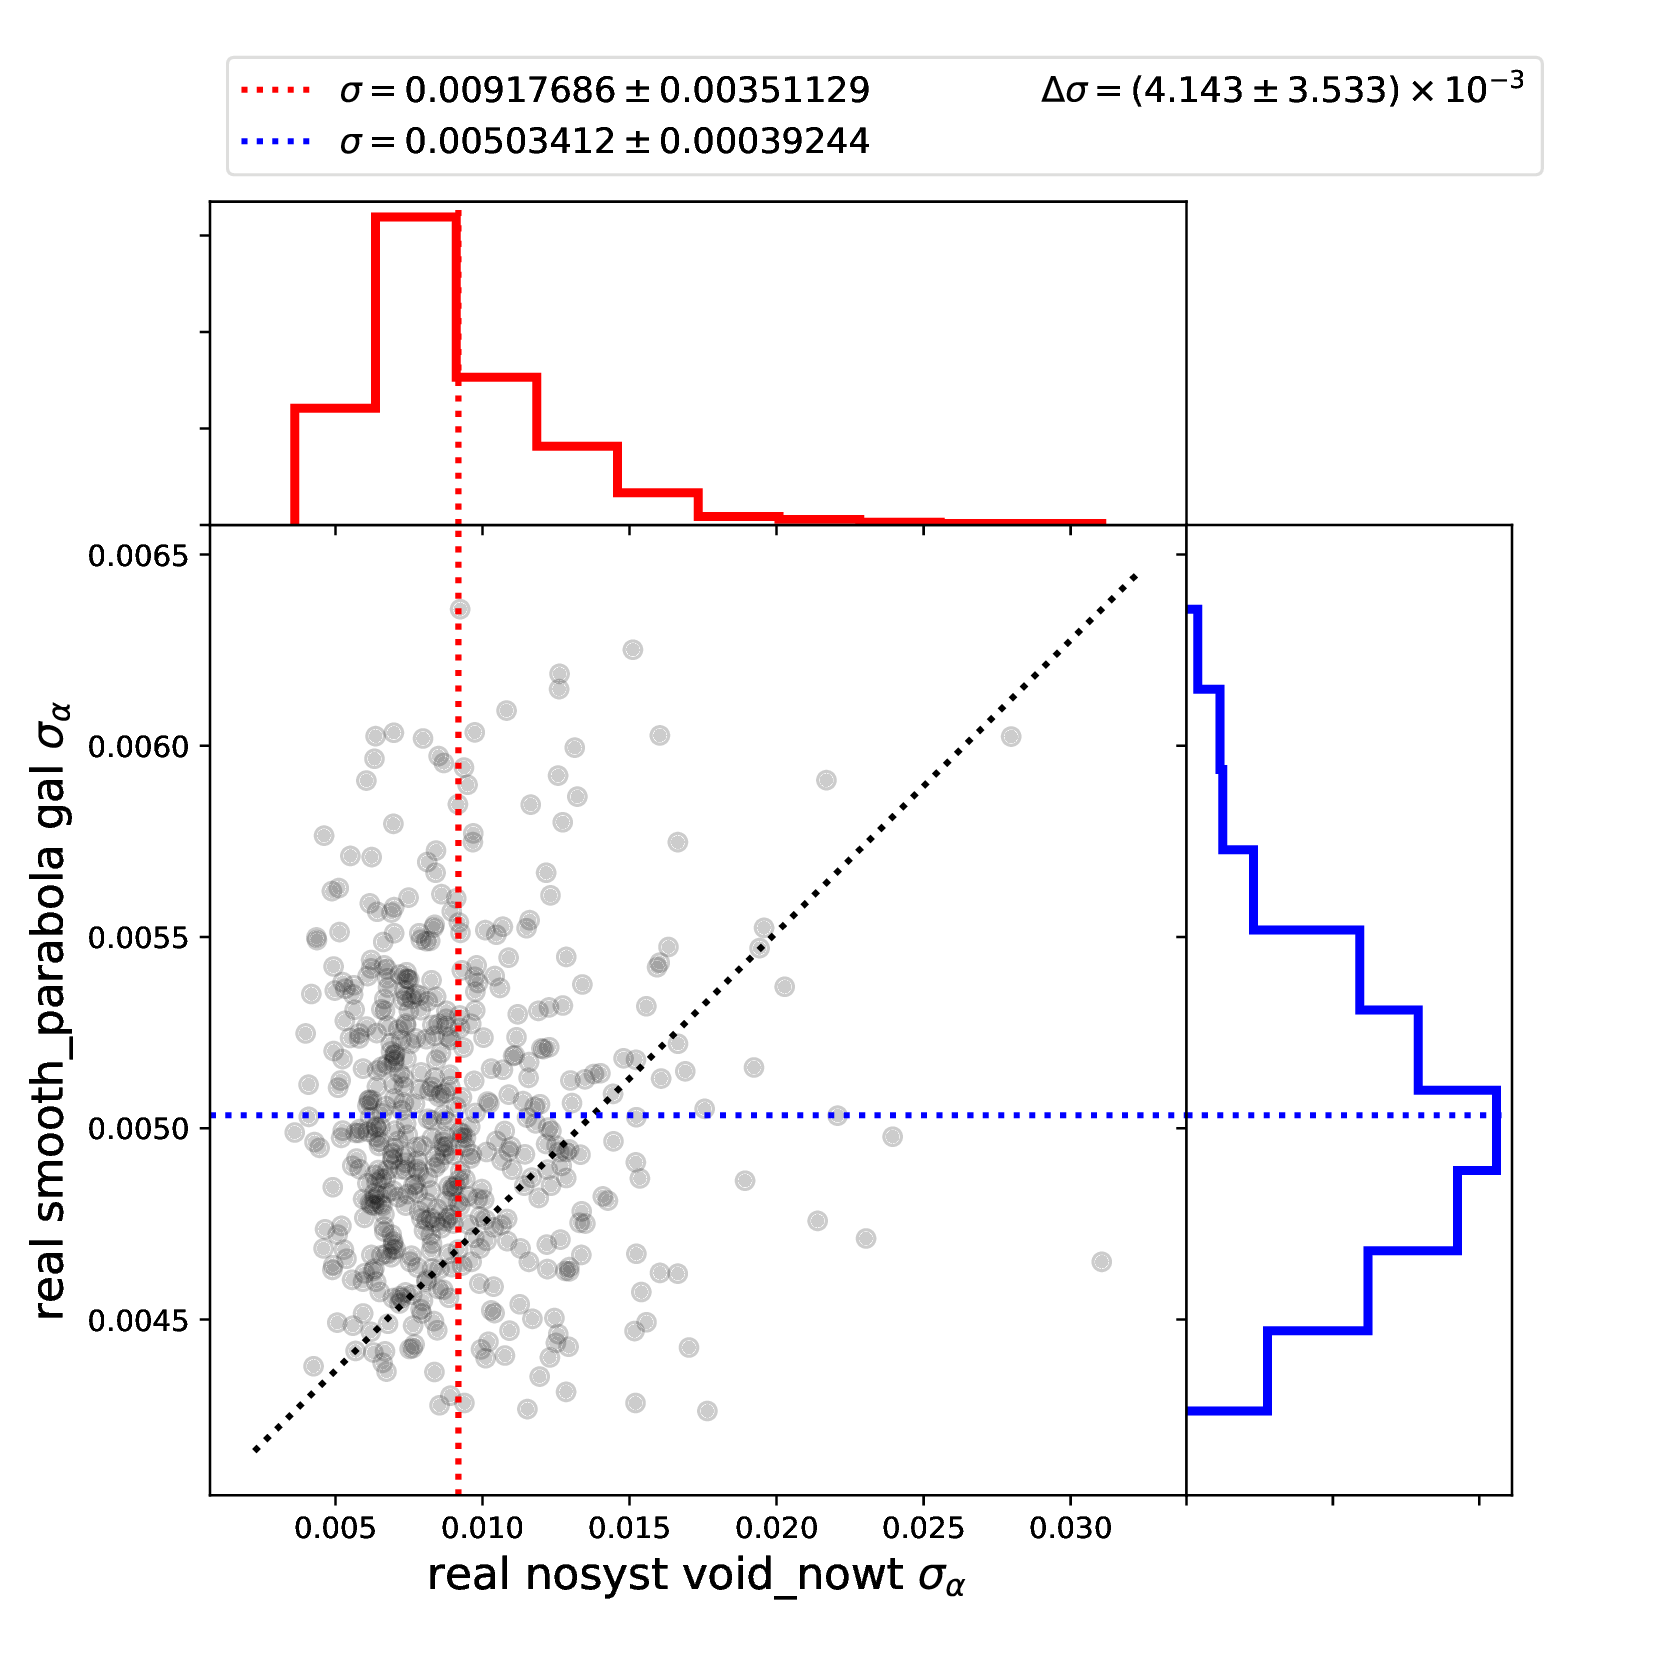 σ = 0.00917686 ± 0.00351129
σ = 0.00503412 ± 0.00039244
Δσ = (4.143 ± 3.533) × 10⁻³
0.0065
0.0060
0.0055
0.0050
0.0045
real smooth_parabola gal σ_α
0.005 0.010 0.015 0.020 0.025 0.030
real nosyst void_nowt σ_α